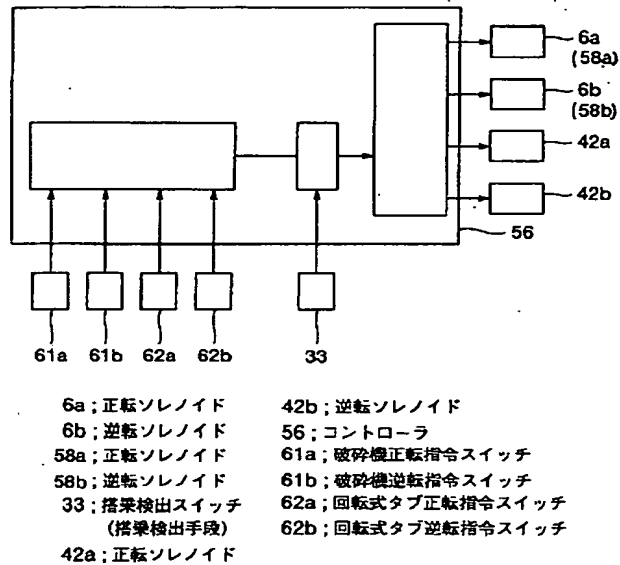 6a
(58a)
6b
(58b)
42a
42b
56
61a 61b 62a 62b 33
6a ; 正転ソレノイド
6b ; 逆転ソレノイド
58a ; 正転ソレノイド
58b ; 逆転ソレノイド
33 ; 搭乗検出スイッチ
(搭乗検出手段)
42a ; 正転ソレノイド
42b ; 逆転ソレノイド
56 ; コントローラ
61a ; 破砕機正転指令スイッチ
61b ; 破砕機逆転指令スイッチ
62a ; 回転式タブ正転指令スイッチ
62b ; 回転式タブ逆転指令スイッチ